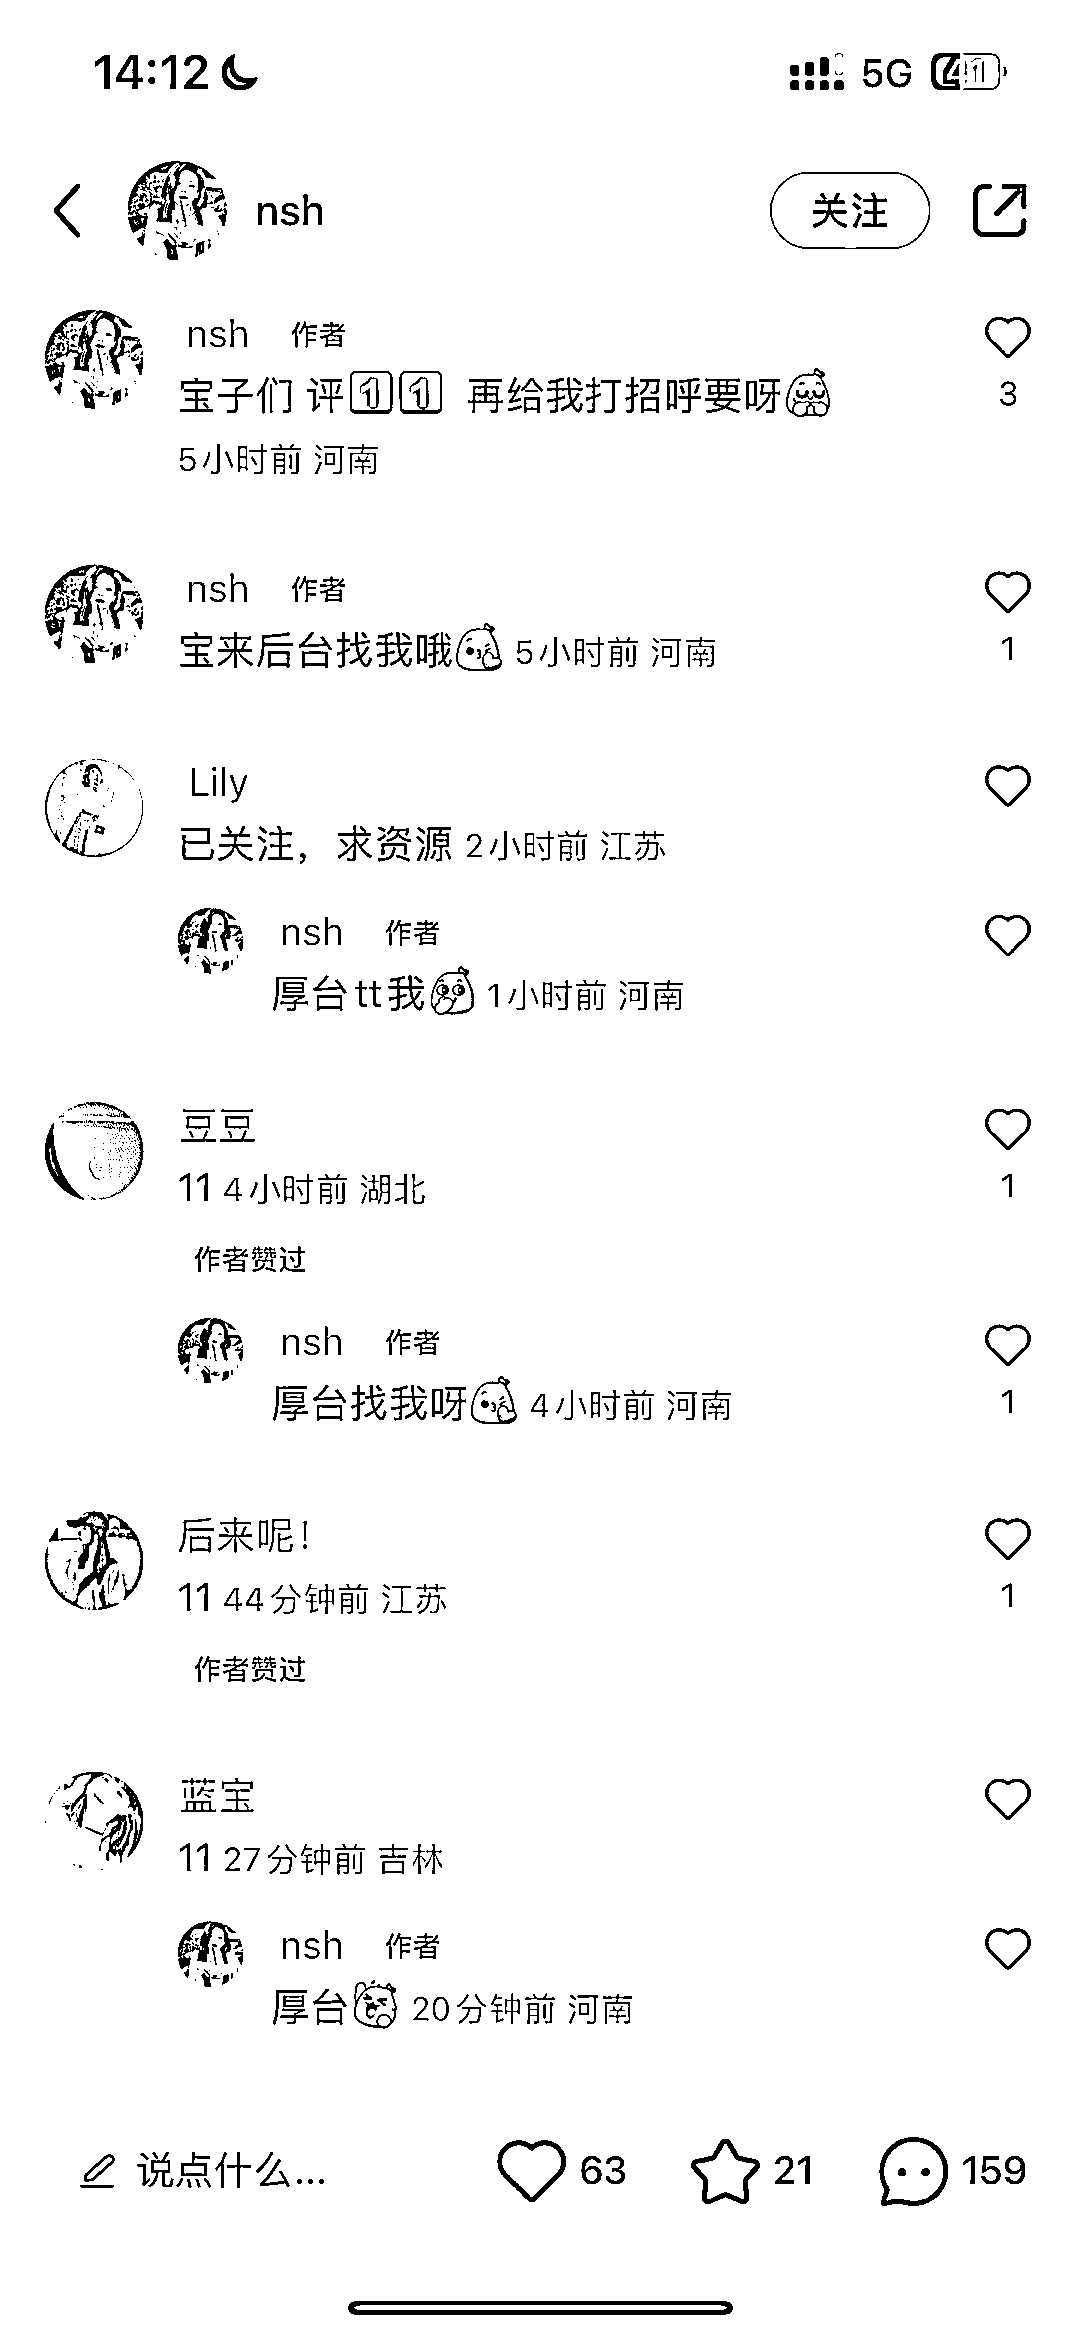 14:12
5G
nsh
关注
nsh 作者
宝子们 评11 再给我打招呼要呀
3
5小时前 河南
nsh 作者
宝来后台找我哦 5小时前 河南
1
Lily
已关注，求资源 2小时前 江苏
nsh 作者
厚台tt我 1小时前 河南
豆豆
11 4小时前 湖北
1
作者赞过
nsh 作者
厚台找我呀 4小时前 河南
1
后来呢！
11 44分钟前 江苏
1
作者赞过
蓝宝
11 27分钟前 吉林
nsh 作者
厚台 20分钟前 河南
说点什么... 63 21 159